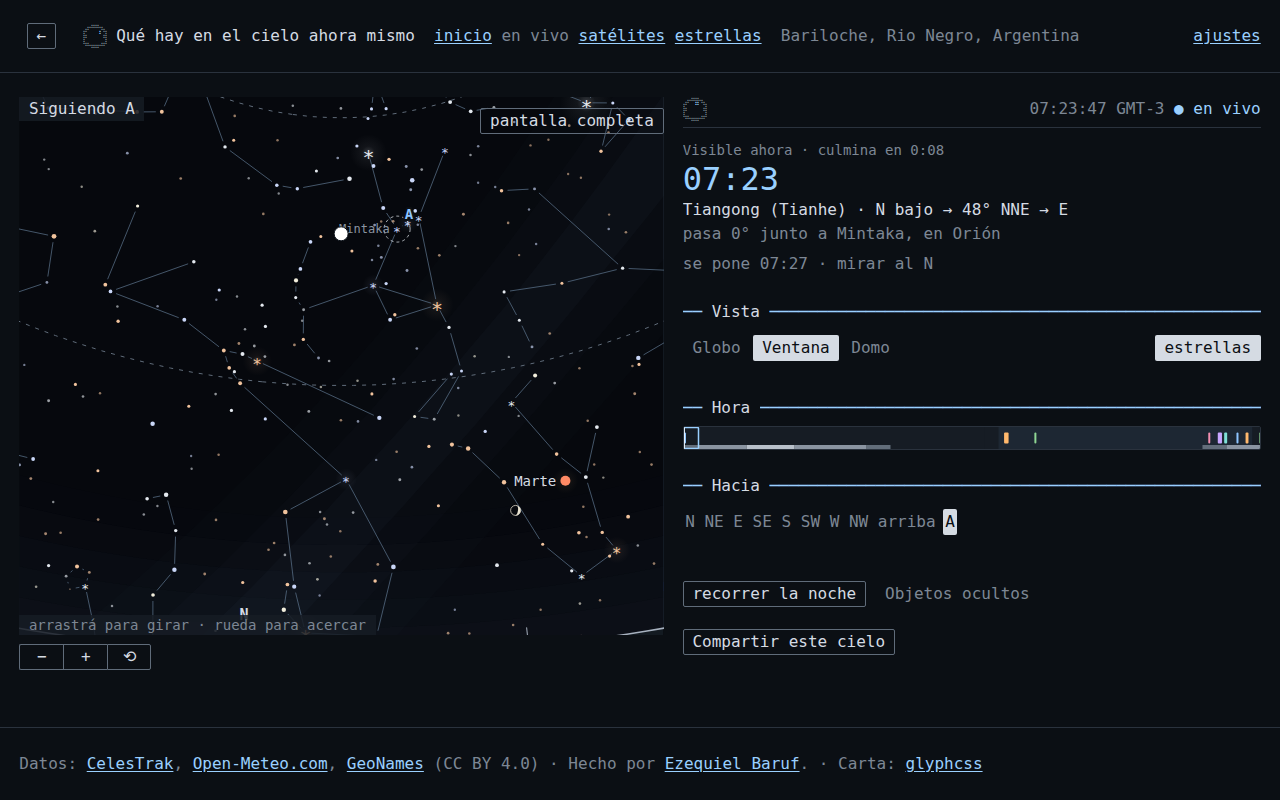 ← Qué hay en el cielo ahora mismo inicio en vivo satélites estrellas Bariloche, Rio Negro, Argentina ajustes
Siguiendo A
pantalla completa
A
Mintaka
Marte
N
arrastrá para girar · rueda para acercar
− + ⟲
07:23:47 GMT-3 ● en vivo
Visible ahora · culmina en 0:08
07:23
Tiangong (Tianhe) · N bajo → 48° NNE → E
pasa 0° junto a Mintaka, en Orión
se pone 07:27 · mirar al N
Vista
Globo Ventana Domo estrellas
Hora
Hacia
N NE E SE S SW W NW arriba A
recorrer la noche Objetos ocultos
Compartir este cielo
Datos: CelesTrak, Open-Meteo.com, GeoNames (CC BY 4.0) · Hecho por Ezequiel Baruf. · Carta: glyphcss